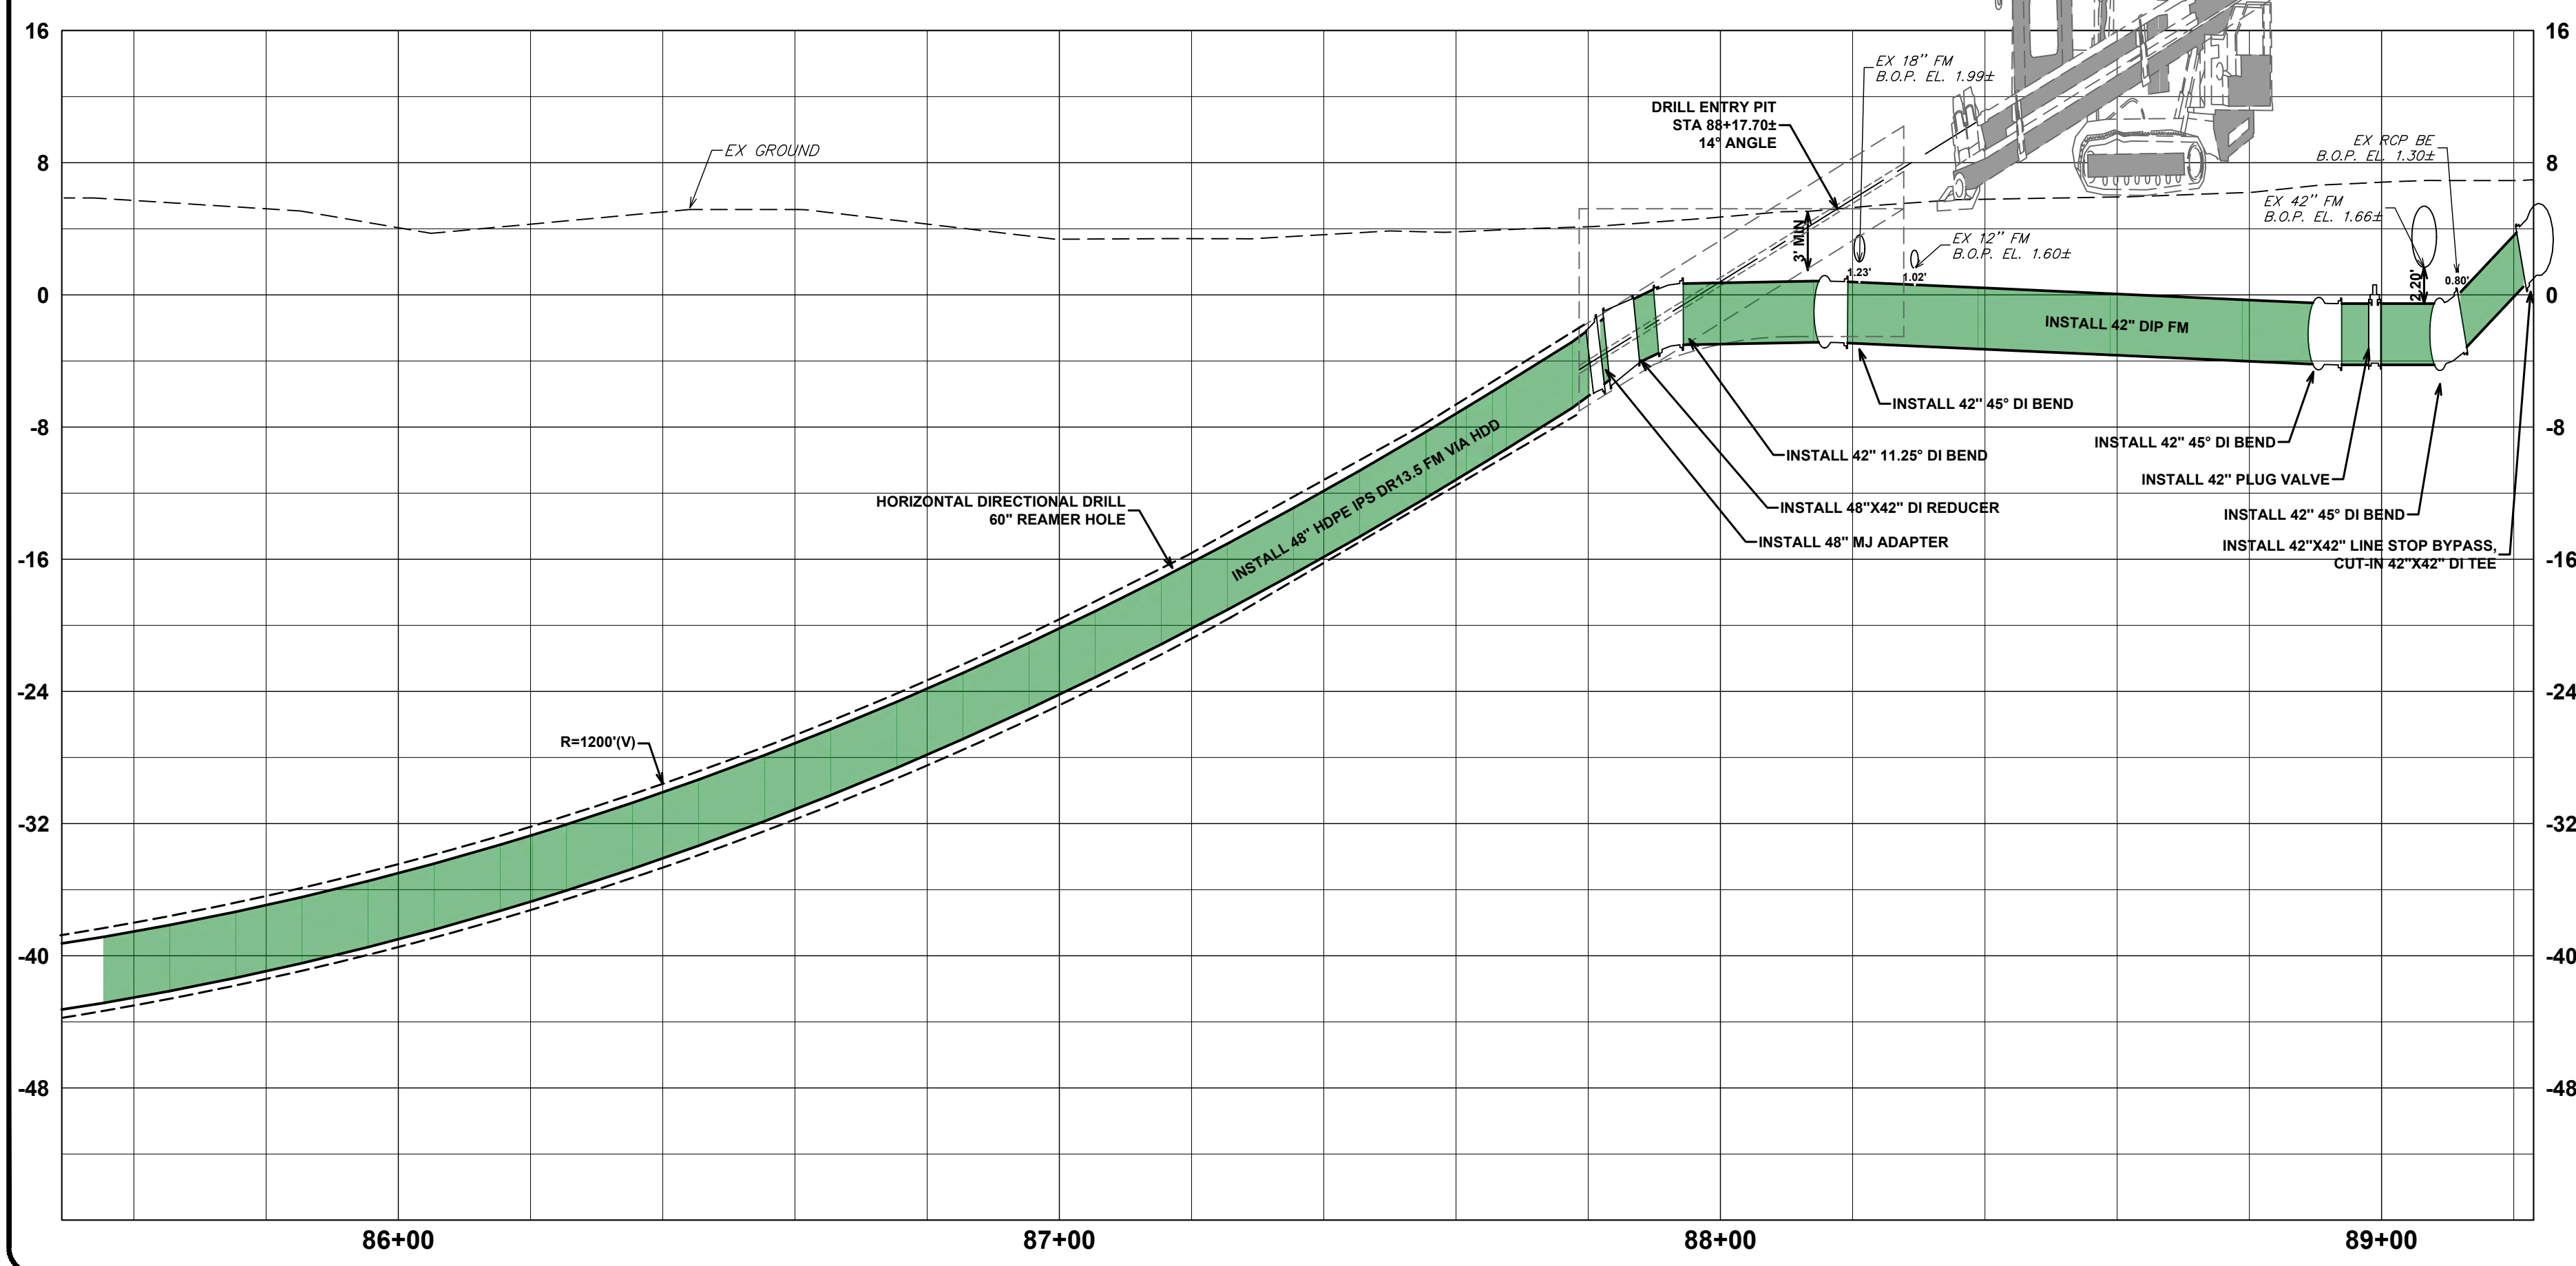 16
16
EX 18" FM
B.O.P. EL. 1.99±
DRILL ENTRY PIT
STA 88+17.70±
14° ANGLE
EX RCP BE
B.O.P. EL. 1.30±
EX GROUND
8
8
EX 42" FM
B.O.P. EL. 1.66±
3' MIN
EX 12" FM
B.O.P. EL. 1.60±
1.23'
1.02'
2.20'
0.80'
0
0
INSTALL 42" DIP FM
INSTALL 42" 45° DI BEND
-8
-8
INSTALL 42" 45° DI BEND
INSTALL 42" 11.25° DI BEND
INSTALL 42" PLUG VALVE
HORIZONTAL DIRECTIONAL DRILL
60" REAMER HOLE
INSTALL 48" HDPE IPS DR13.5 FM VIA HDD
INSTALL 48"X42" DI REDUCER
INSTALL 42" 45° DI BEND
INSTALL 48" MJ ADAPTER
INSTALL 42"X42" LINE STOP BYPASS,
CUT-IN 42"X42" DI TEE
-16
-16
-24
-24
R=1200'(V)
-32
-32
-40
-40
-48
-48
86+00
87+00
88+00
89+00